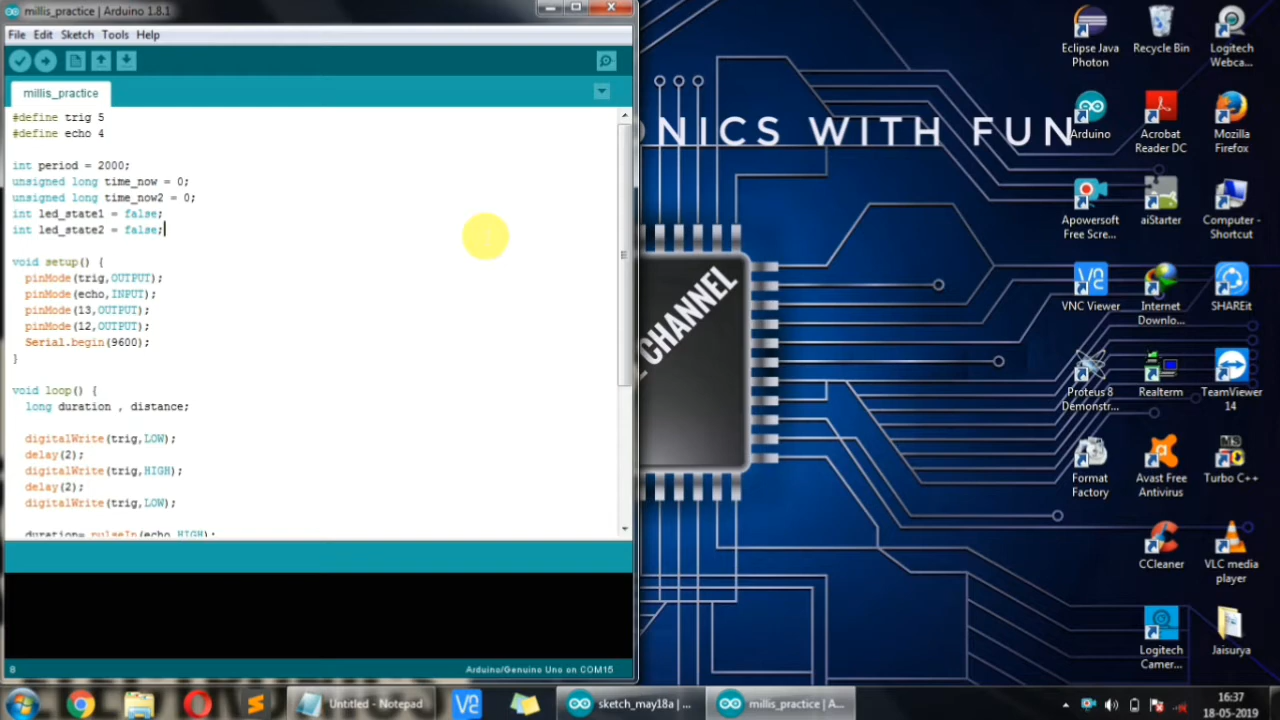 millis_practice | Arduino 1.8.1
File Edit Sketch Tools Help
millis_practice
#define trig 5
#define echo 4
int period = 2000;
unsigned long time_now = 0;
unsigned long time_now2 = 0;
int led_state1 = false;
int led_state2 = false;
void setup() {
pinMode(trig,OUTPUT);
pinMode(echo,INPUT);
pinMode(13,OUTPUT);
pinMode(12,OUTPUT);
Serial.begin(9600);
}
void loop() {
long duration , distance;
digitalWrite(trig,LOW);
delay(2);
digitalWrite(trig,HIGH);
delay(2);
digitalWrite(trig,LOW);
duration= pulseIn(echo,HIGH);
8
Arduino/Genuino Uno on COM15
ONICS WITH FUN
CHANNEL
Eclipse Java
Photon
Recycle Bin
Logitech
Webca...
Arduino
Acrobat
Reader DC
Mozilla
Firefox
Apowersoft
Free Scre...
aiStarter
Computer -
Shortcut
VNC Viewer
Internet
Downlo...
SHAREit
Proteus 8
Demonstr...
Realterm
TeamViewer
14
Format
Factory
Avast Free
Antivirus
Turbo C++
CCleaner
VLC media
player
Logitech
Camer...
Jaisurya
Untitled - Notepad
sketch_may18a | ...
millis_practice | A...
16:37
18-05-2019